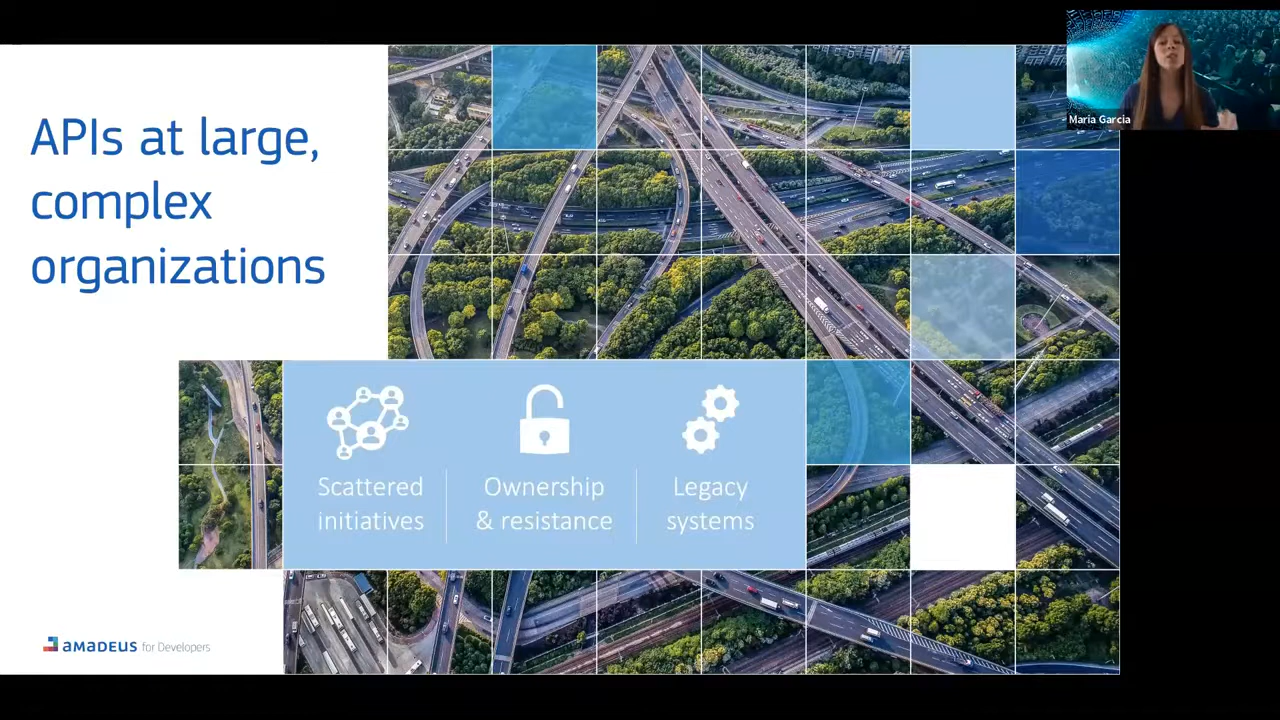 APIs at large,
complex
organizations
Maria Garcia
Scattered
initiatives
Ownership
& resistance
Legacy
systems
amadeus for Developers